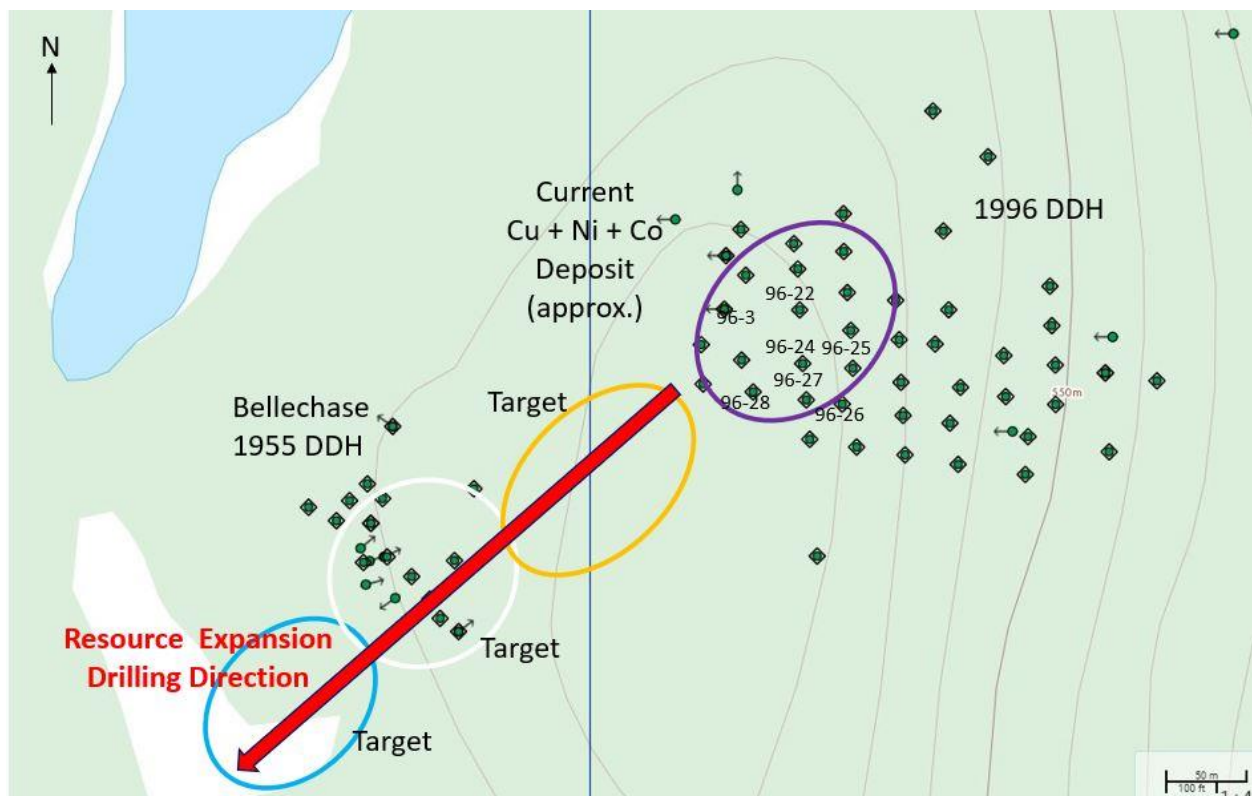 N
Current
Cu + Ni + Co
Deposit
(approx.)
1996 DDH
96-22
96-3
96-24
96-25
96-27
96-28
96-26
550m
Target
Bellechase
1955 DDH
Target
Resource Expansion
Drilling Direction
Target
50 m
100 ft